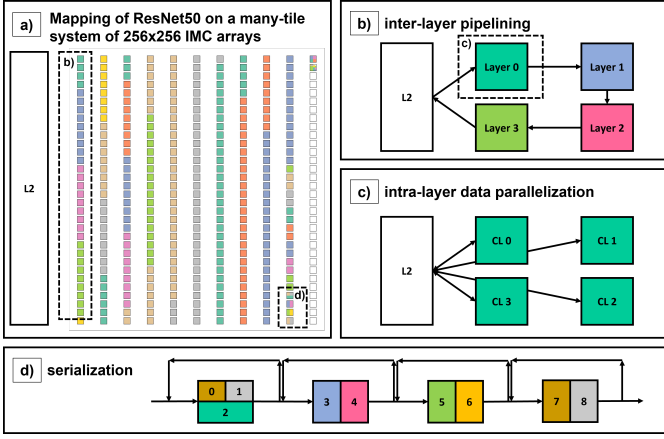 a) Mapping of ResNet50 on a many-tile
system of 256x256 IMC arrays
b)
L2
d)
b) inter-layer pipelining
c)
L2
Layer 0
Layer 1
Layer 3
Layer 2
c) intra-layer data parallelization
L2
CL 0
CL 1
CL 3
CL 2
d) serialization
0 1
2
3 4
5 6
7 8